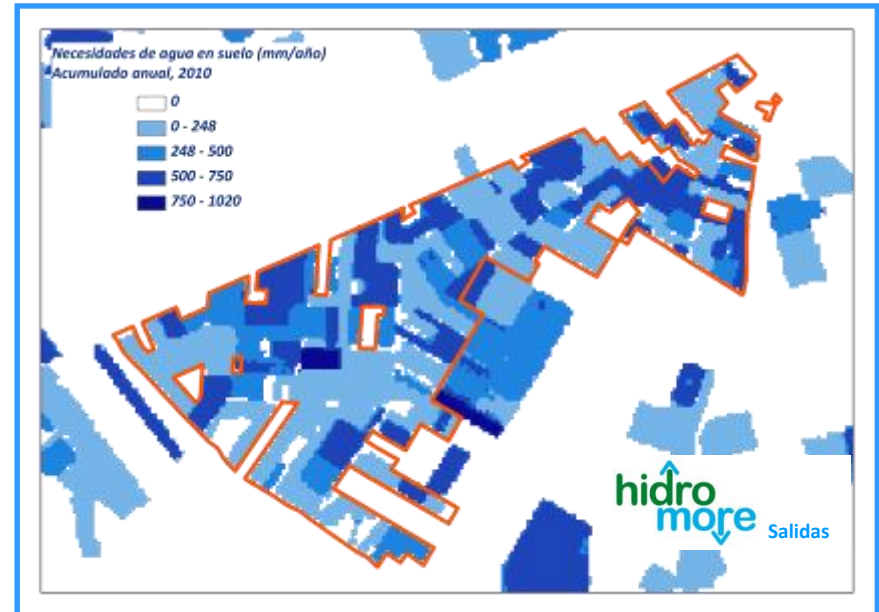 Necesidades de agua en suelo (mm/año)
Acumulado anual, 2010
0
0 - 248
248 - 500
500 - 750
750 - 1020
hidro
more
Salidas